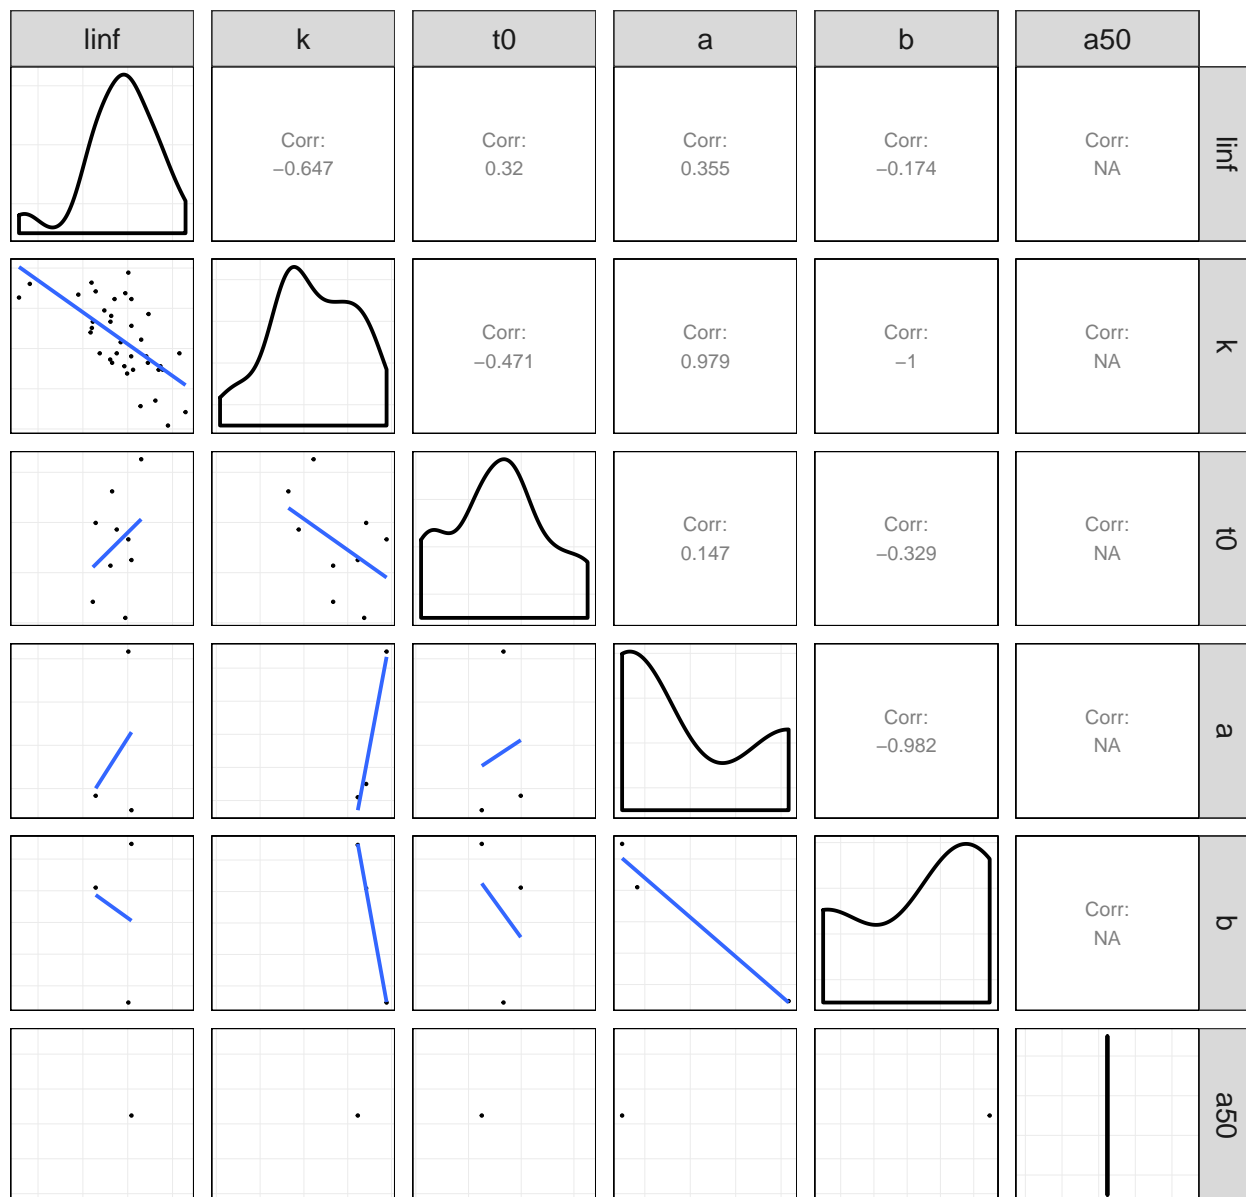 linf k t0 a b a50
Corr: Corr: Corr: Corr: Corr:
−0.647 0.32 0.355 −0.174 NA
linf
Corr: Corr: Corr: Corr:
−0.471 0.979 −1 NA
k
Corr: Corr: Corr:
0.147 −0.329 NA
t0
Corr: Corr:
−0.982 NA
a
Corr:
NA
b
a50